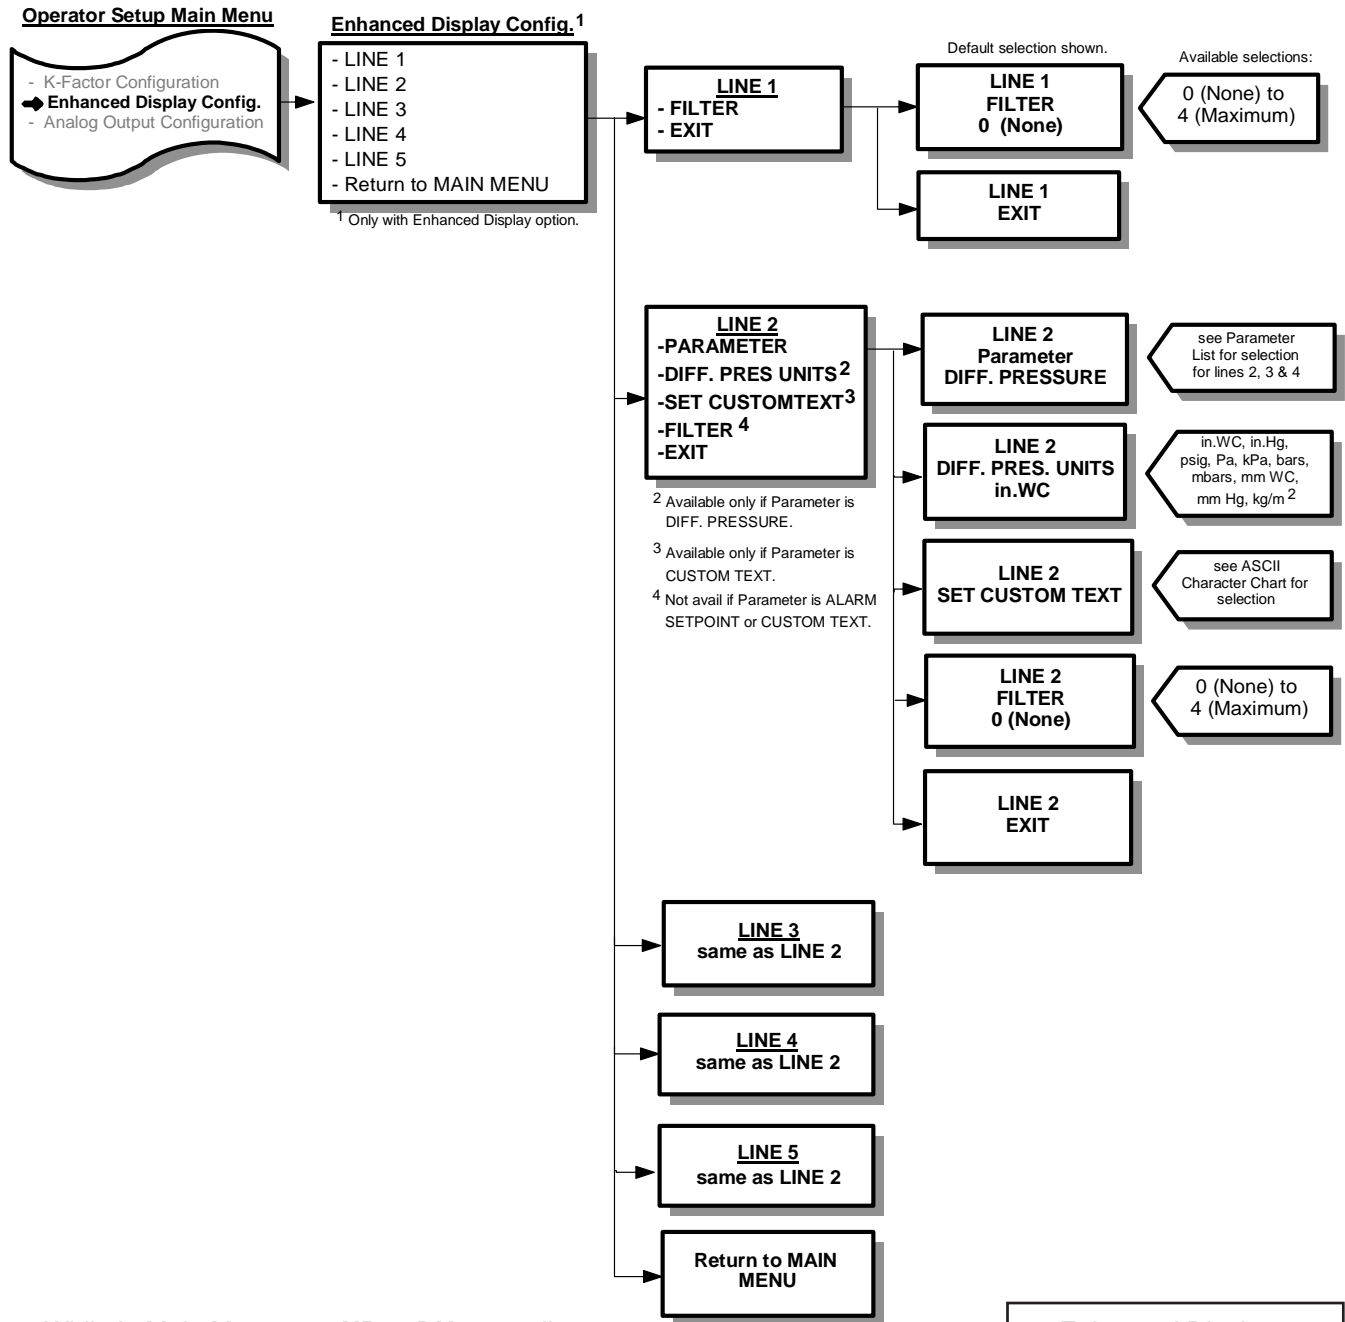 Operator Setup Main Menu
- K-Factor Configuration
Enhanced Display Config.
- Analog Output Configuration
Enhanced Display Config.1
- LINE 1
- LINE 2
- LINE 3
- LINE 4
- LINE 5
- Return to MAIN MENU
1 Only with Enhanced Display option.
LINE 1
- FILTER
- EXIT
Default selection shown.
LINE 1
FILTER
0 (None)
Available selections:
0 (None) to
4 (Maximum)
LINE 1
EXIT
LINE 2
-PARAMETER
-DIFF. PRES UNITS2
-SET CUSTOMTEXT3
-FILTER 4
-EXIT
2 Available only if Parameter is
DIFF. PRESSURE.
3 Available only if Parameter is
CUSTOM TEXT.
4 Not avail if Parameter is ALARM
SETPOINT or CUSTOM TEXT.
LINE 2
Parameter
DIFF. PRESSURE
see Parameter
List for selection
for lines 2, 3 & 4
LINE 2
DIFF. PRES. UNITS
in.WC
in.WC, in.Hg,
psig, Pa, kPa, bars,
mbars, mm WC,
mm Hg, kg/m 2
LINE 2
SET CUSTOM TEXT
see ASCII
Character Chart for
selection
LINE 2
FILTER
0 (None)
0 (None) to
4 (Maximum)
LINE 2
EXIT
LINE 3
same as LINE 2
LINE 4
same as LINE 2
LINE 5
same as LINE 2
Return to MAIN
MENU